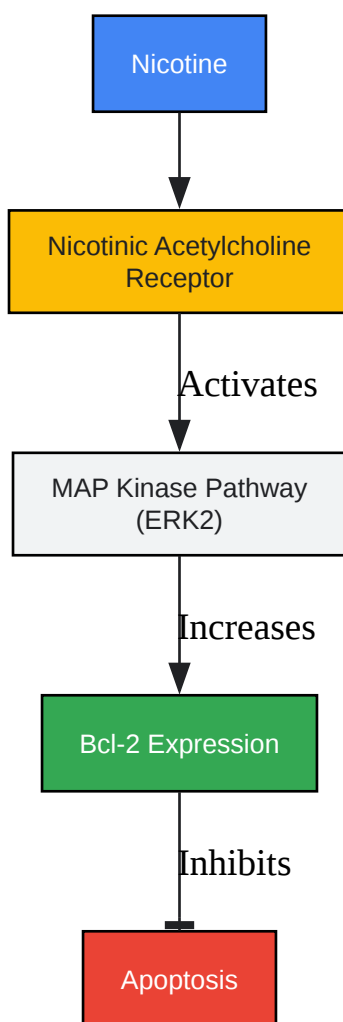 Nicotine
Nicotinic Acetylcholine
Receptor
Activates
MAP Kinase Pathway
(ERK2)
Increases
Bcl-2 Expression
Inhibits
Apoptosis